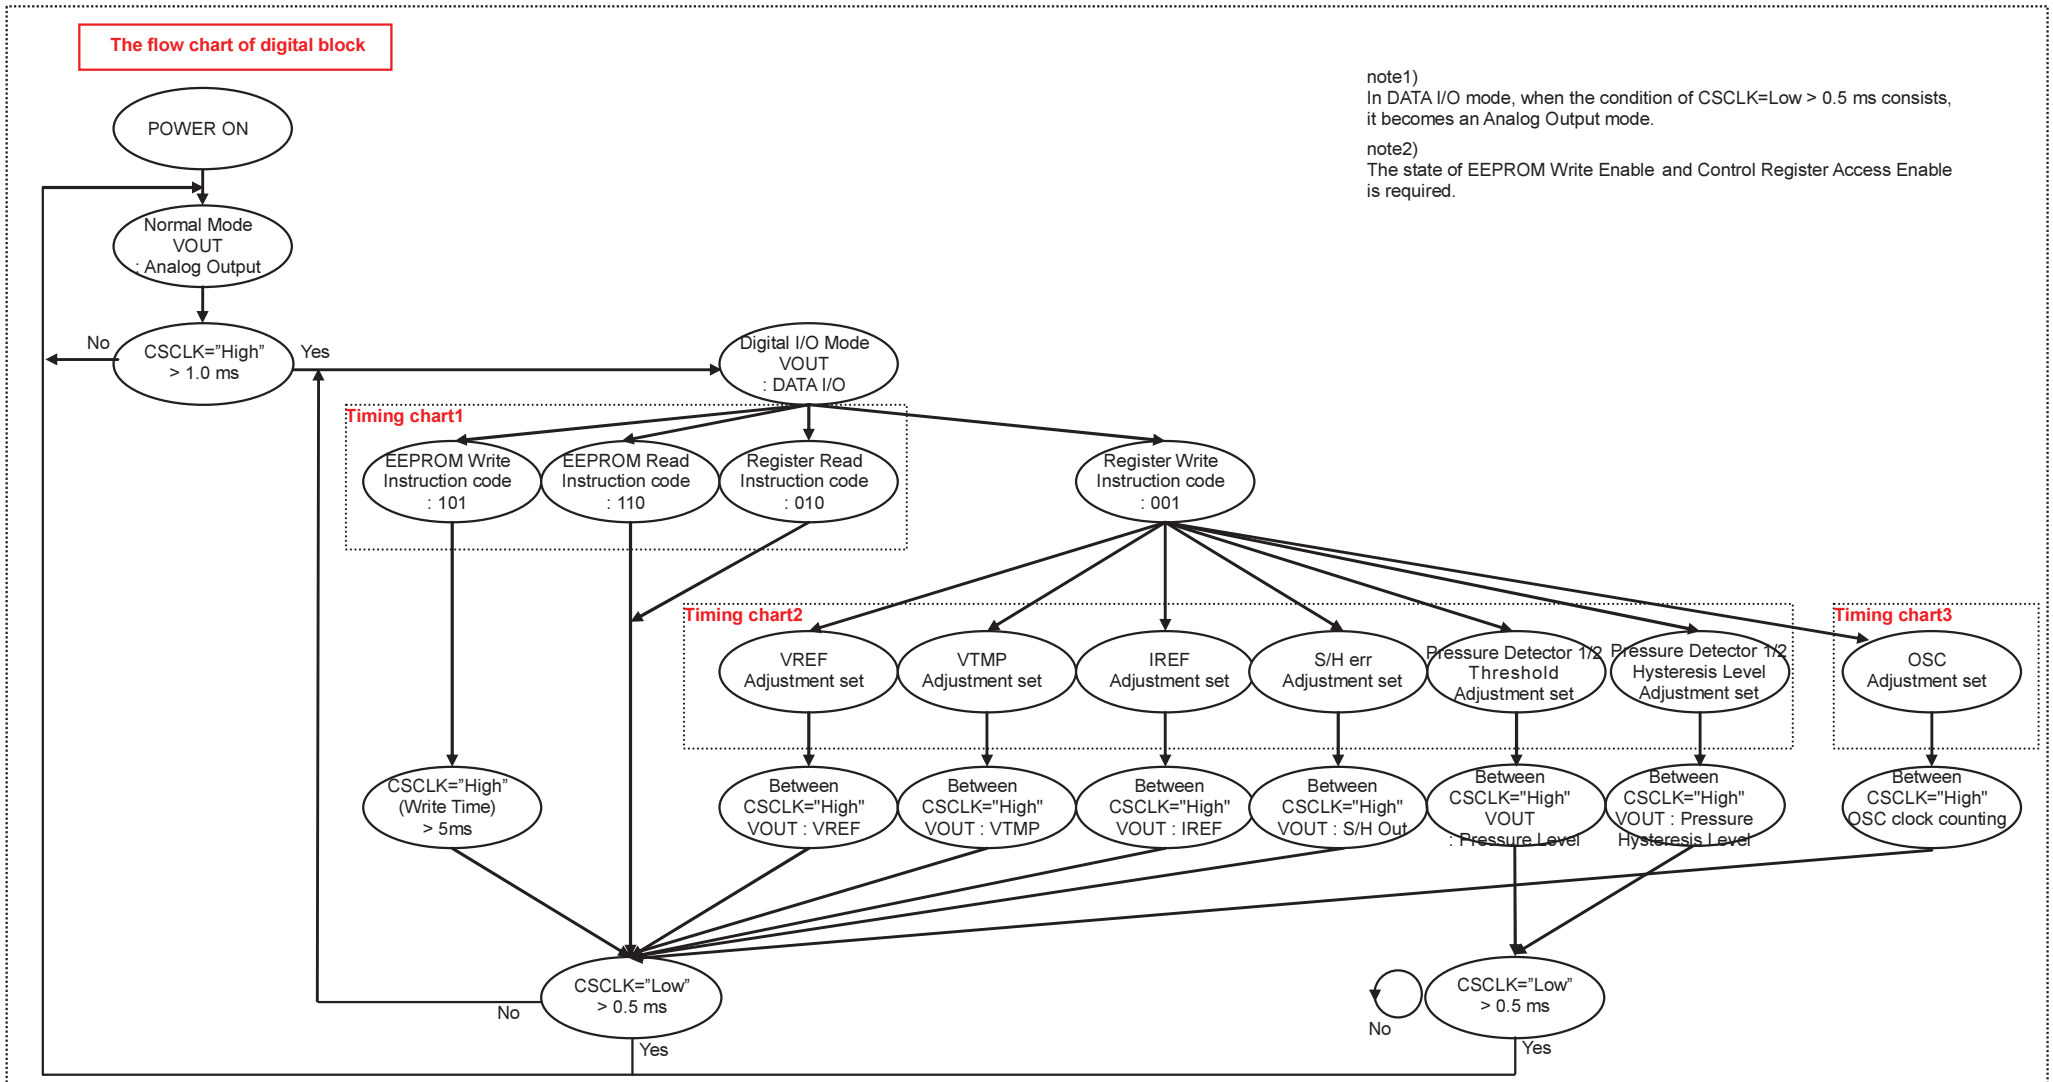 The flow chart of digital block
note1)
In DATA I/O mode, when the condition of CSCLK=Low > 0.5 ms consists,
it becomes an Analog Output mode.
note2)
The state of EEPROM Write Enable and Control Register Access Enable
is required.
POWER ON
Normal Mode
VOUT
: Analog Output
No
CSCLK=”High”
> 1.0 ms
Yes
Digital I/O Mode
VOUT
: DATA I/O
Timing chart1
EEPROM Write
Instruction code
: 101
EEPROM Read
Instruction code
: 110
Register Read
Instruction code
: 010
Register Write
Instruction code
: 001
Timing chart2
Timing chart3
VREF
Adjustment set
VTMP
Adjustment set
IREF
Adjustment set
S/H err
Adjustment set
Pressure Detector 1/2
Threshold
Adjustment set
Pressure Detector 1/2
Hysteresis Level
Adjustment set
OSC
Adjustment set
CSCLK=”High”
(Write Time)
> 5ms
Between
CSCLK="High"
VOUT : VREF
Between
CSCLK="High"
VOUT : VTMP
Between
CSCLK="High"
VOUT : IREF
Between
CSCLK="High"
VOUT : S/H Out
Between
CSCLK="High"
VOUT
: Pressure Level
Between
CSCLK="High"
VOUT : Pressure
Hysteresis Level
Between
CSCLK="High"
OSC clock counting
CSCLK=”Low”
> 0.5 ms
No
Yes
CSCLK=”Low”
> 0.5 ms
No
Yes